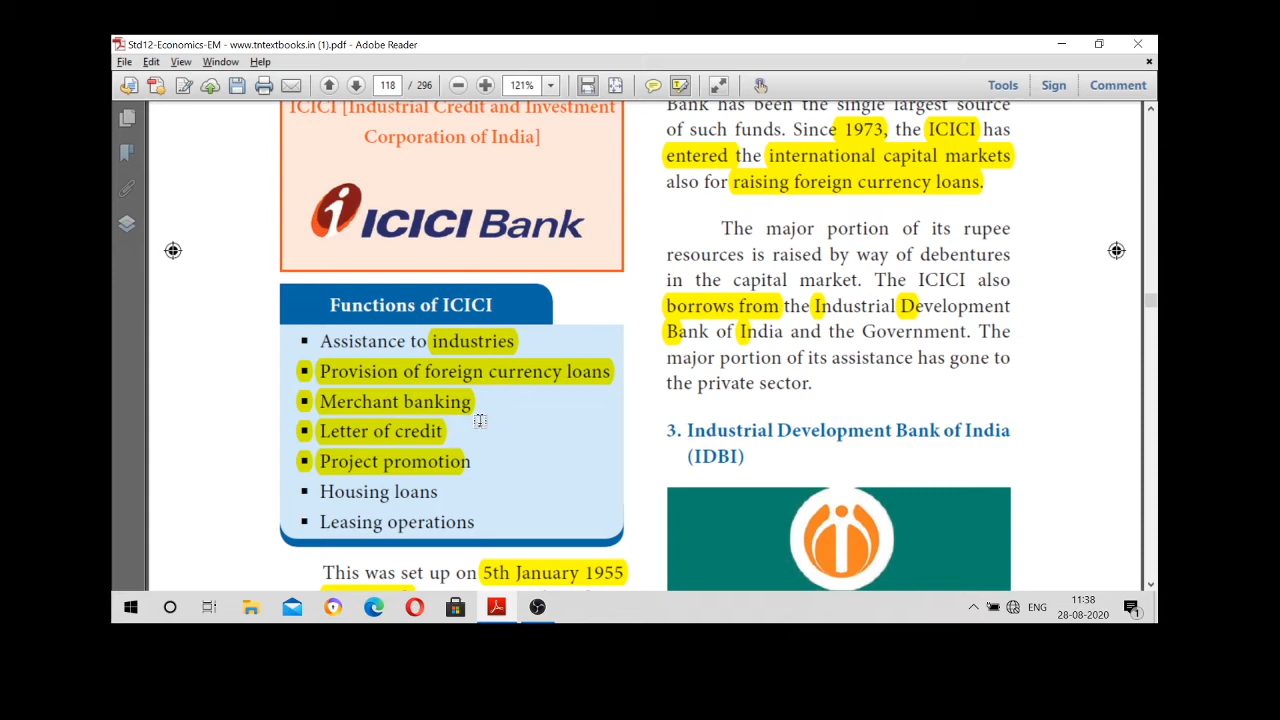 Std12-Economics-EM - www.tntextbooks.in (1).pdf - Adobe Reader
File Edit View Window Help
118 / 296 121% Tools Sign Comment
ICICI [Industrial Credit and Investment
Corporation of India]
ICICI Bank
Functions of ICICI
▪ Assistance to industries
▪ Provision of foreign currency loans
▪ Merchant banking
▪ Letter of credit
▪ Project promotion
▪ Housing loans
▪ Leasing operations
This was set up on 5th January 1955
Bank has been the single largest source
of such funds. Since 1973, the ICICI has
entered the international capital markets
also for raising foreign currency loans.
The major portion of its rupee
resources is raised by way of debentures
in the capital market. The ICICI also
borrows from the Industrial Development
Bank of India and the Government. The
major portion of its assistance has gone to
the private sector.
3. Industrial Development Bank of India
(IDBI)
ENG
11:38
28-08-2020
1